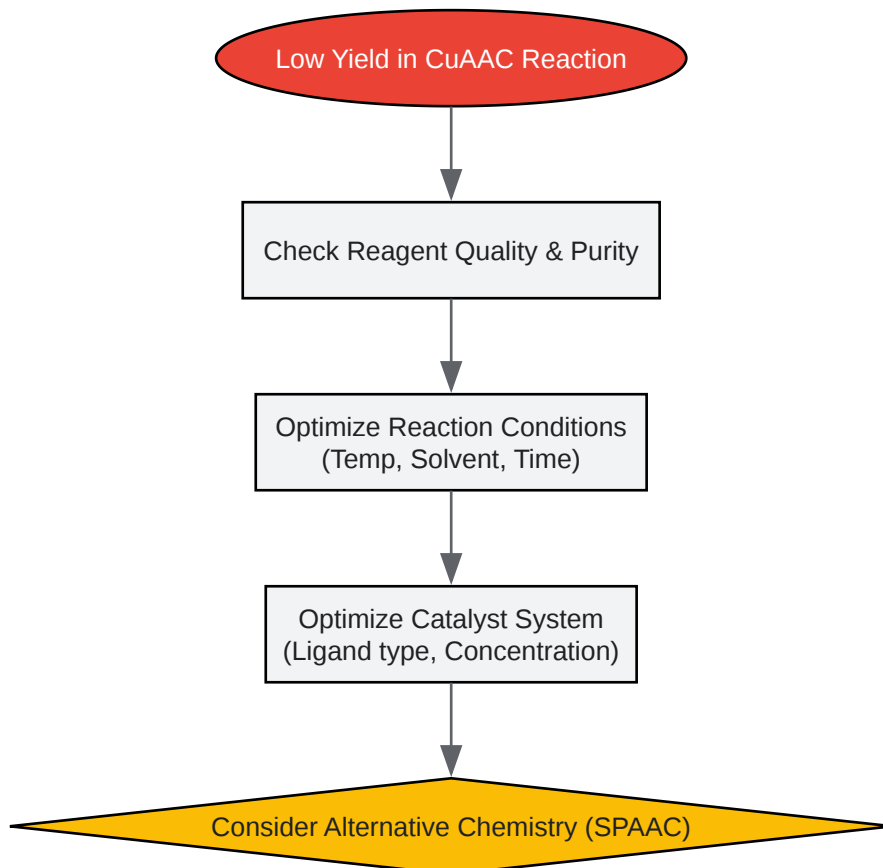 Low Yield in CuAAC Reaction
Check Reagent Quality & Purity
Optimize Reaction Conditions
(Temp, Solvent, Time)
Optimize Catalyst System
(Ligand type, Concentration)
Consider Alternative Chemistry (SPAAC)